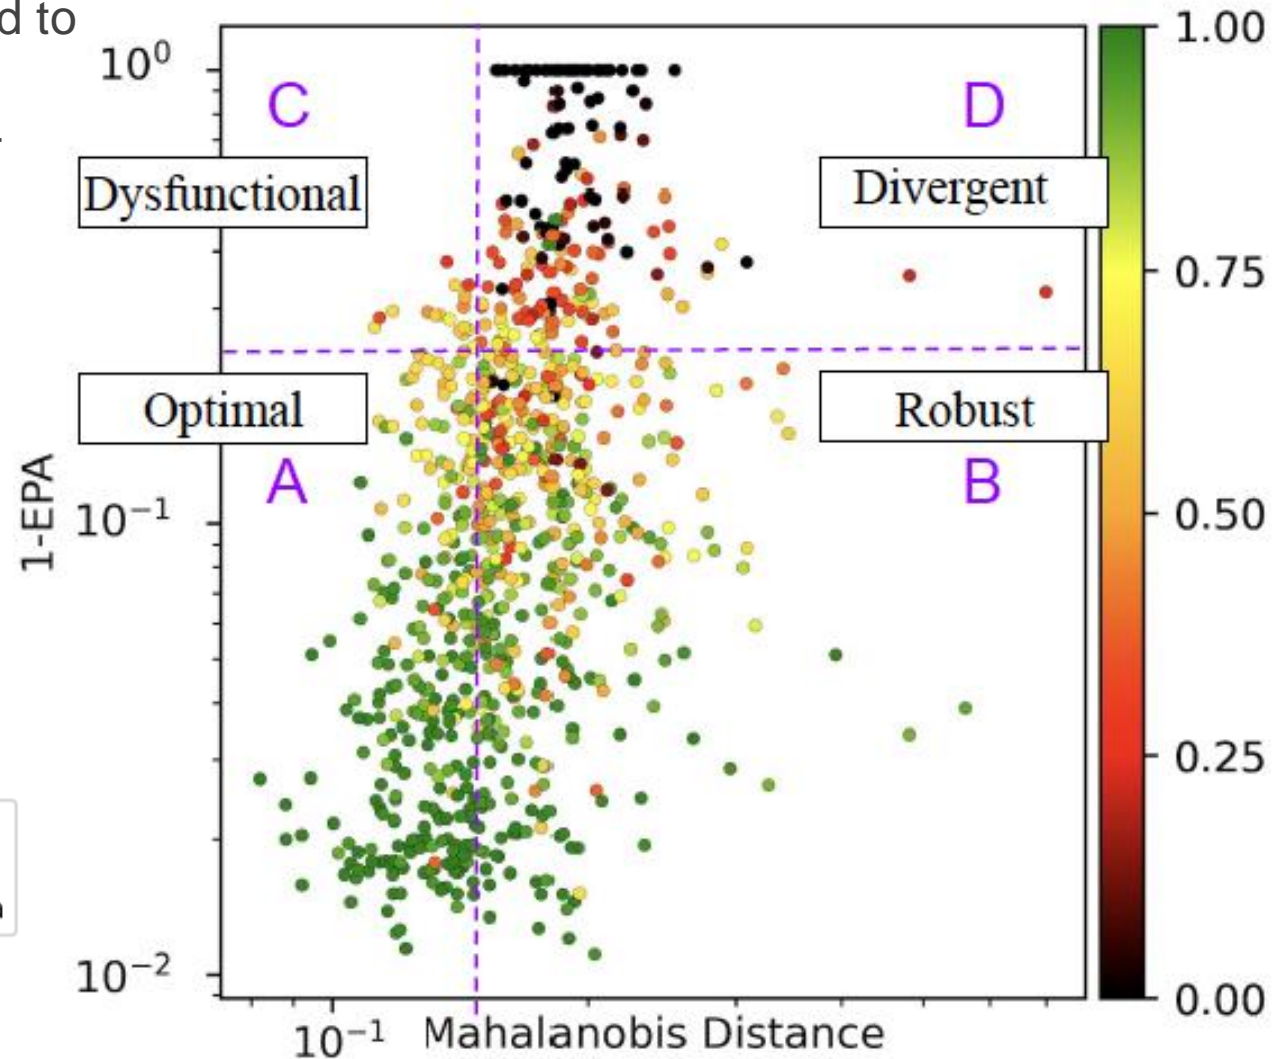 d to
10⁰
C
D
1.00
Dysfunctional
Divergent
0.75
Optimal
Robust
A
B
0.50
1-EPA
10⁻¹
0.25
10⁻²
0.00
10⁻¹
Mahalanobis Distance